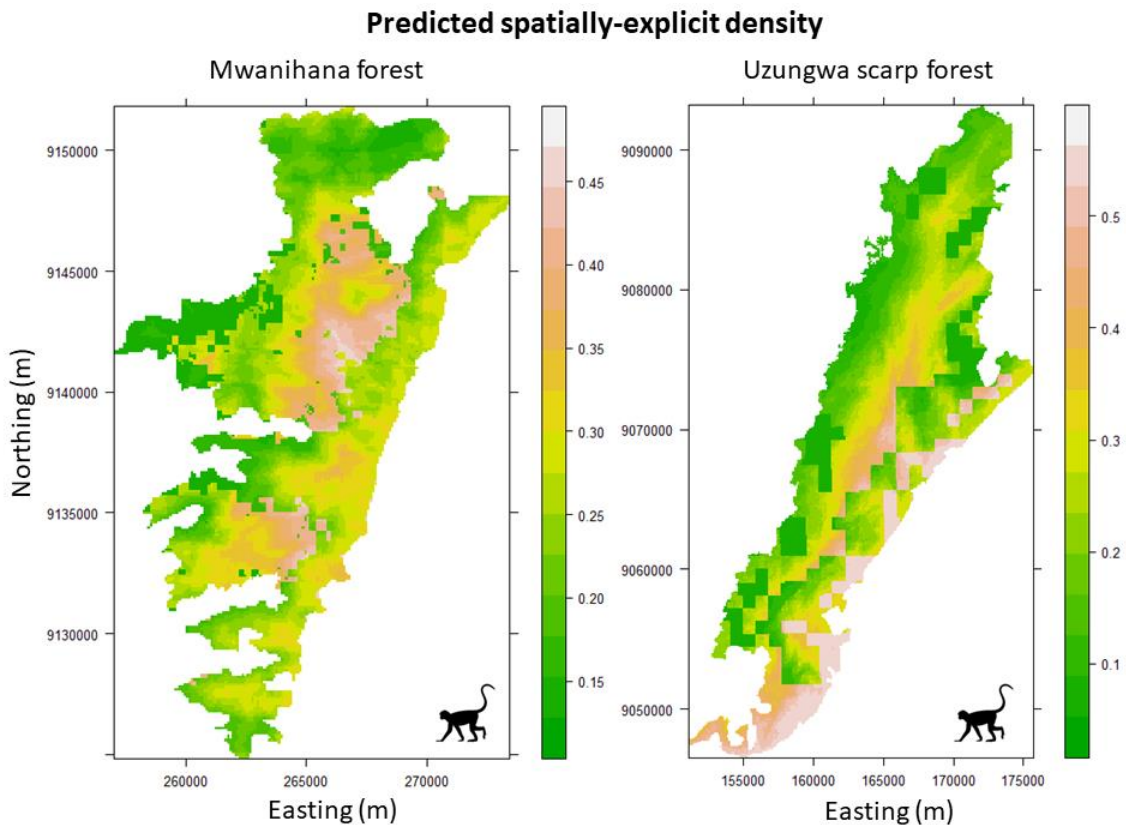 Predicted spatially-explicit density
Mwanihana forest
Uzungwa scarp forest
Northing (m)
9150000
9145000
9140000
9135000
9130000
260000 265000 270000
Easting (m)
0.45
0.40
0.35
0.30
0.25
0.20
0.15
9090000
9080000
9070000
9060000
9050000
155000 160000 165000 170000 175000
Easting (m)
0.5
0.4
0.3
0.2
0.1